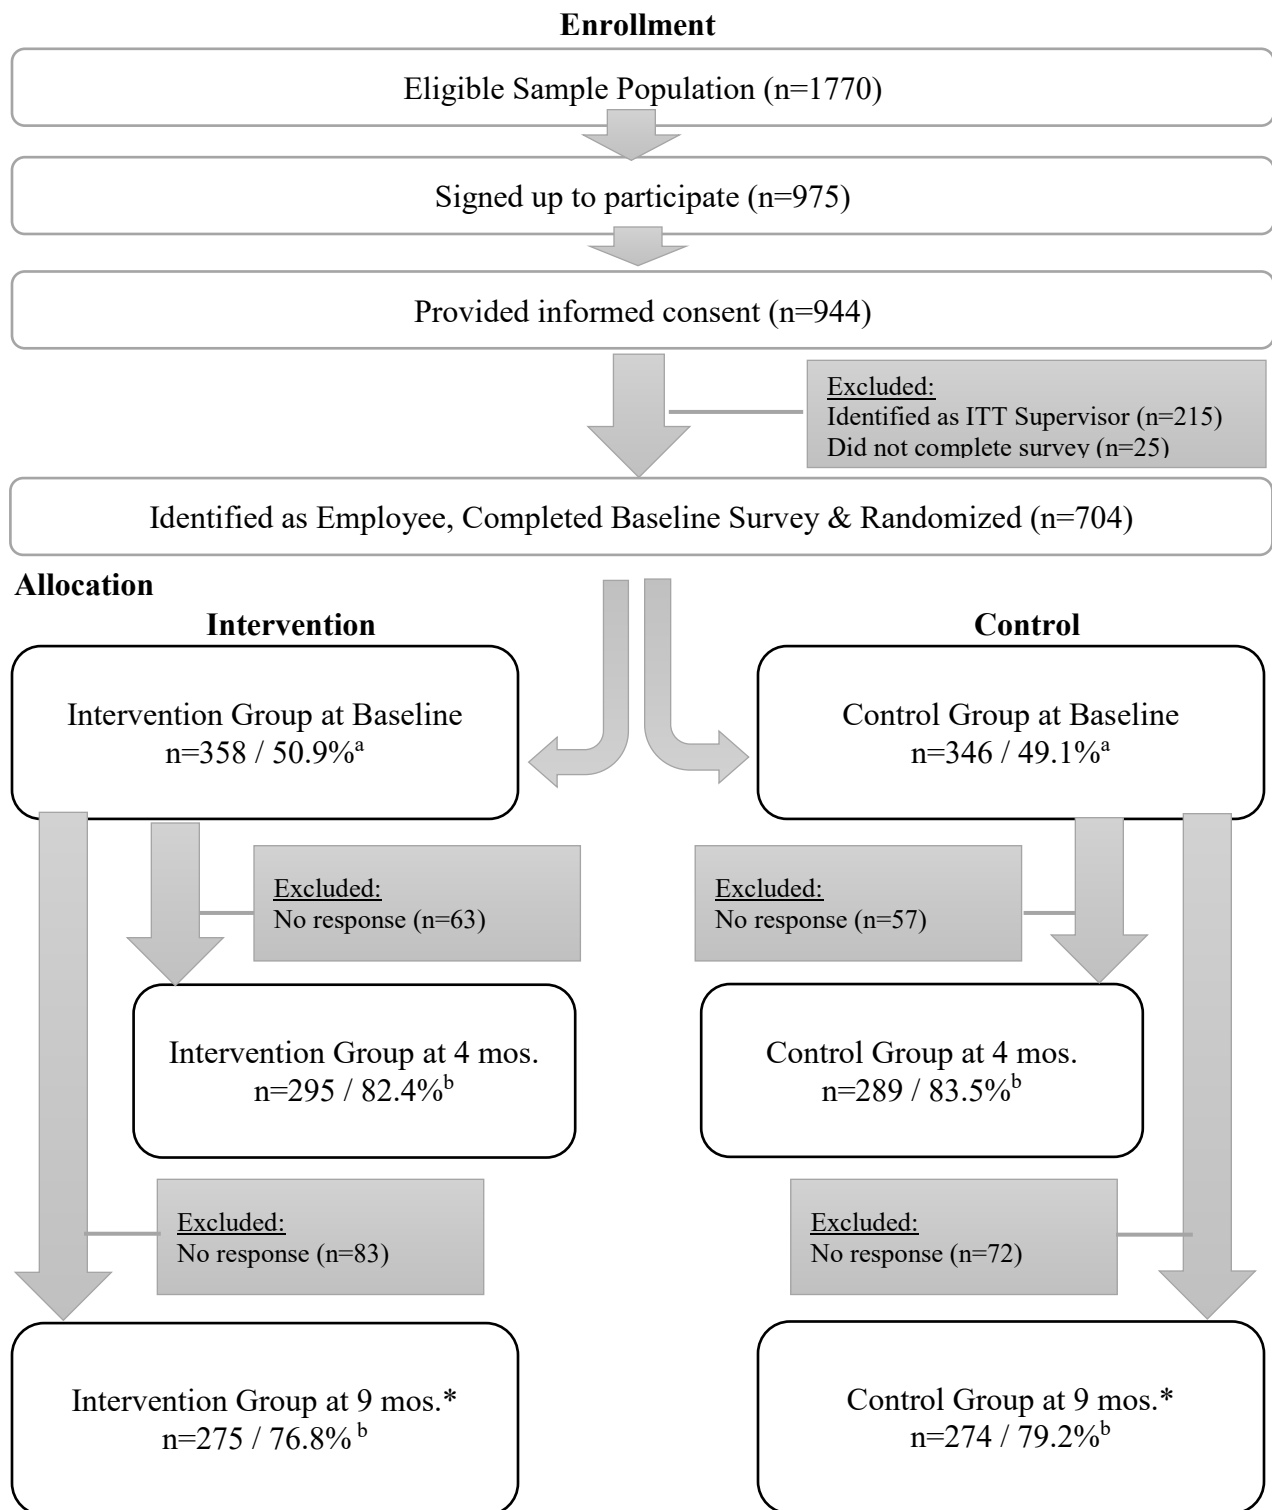 Enrollment
Eligible Sample Population (n=1770)
Signed up to participate (n=975)
Provided informed consent (n=944)
Excluded:
Identified as ITT Supervisor (n=215)
Did not complete survey (n=25)
Identified as Employee, Completed Baseline Survey & Randomized (n=704)
Allocation
Intervention
Control
Intervention Group at Baseline
n=358 / 50.9%ᵃ
Control Group at Baseline
n=346 / 49.1%ᵃ
Excluded:
No response (n=63)
Excluded:
No response (n=57)
Intervention Group at 4 mos.
n=295 / 82.4%ᵇ
Control Group at 4 mos.
n=289 / 83.5%ᵇ
Excluded:
No response (n=83)
Excluded:
No response (n=72)
Intervention Group at 9 mos.*
n=275 / 76.8% ᵇ
Control Group at 9 mos.*
n=274 / 79.2%ᵇ